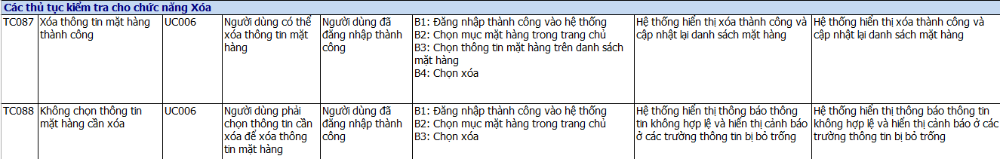 Các thủ tục kiểm tra cho chức năng Xóa
TC087
Xóa thông tin mặt hàng
thành công
UC006
Người dùng có thể
xóa thông tin mặt
hàng
Người dùng đã
đăng nhập thành
công
B1: Đăng nhập thành công vào hệ thống
B2: Chọn mục mặt hàng trong trang chủ
B3: Chọn thông tin mặt hàng trên danh sách
mặt hàng
B4: Chọn xóa
Hệ thống hiển thị xóa thành công và
cập nhật lại danh sách mặt hàng
Hệ thống hiển thị xóa thành công và
cập nhật lại danh sách mặt hàng
TC088
Không chọn thông tin
mặt hàng cần xóa
UC006
Người dùng phải
chọn thông tin cần
xóa để xóa thông
tin mặt hàng
Người dùng đã
đăng nhập thành
công
B1: Đăng nhập thành công vào hệ thống
B2: Chọn mục mặt hàng trong trang chủ
B3: Chọn xóa
Hệ thống hiển thị thông báo thông
tin không hợp lệ và hiển thị cảnh báo
ở các trường thông tin bị bỏ trống
Hệ thống hiển thị thông báo thông tin
không hợp lệ và hiển thị cảnh báo ở các
trường thông tin bị bỏ trống